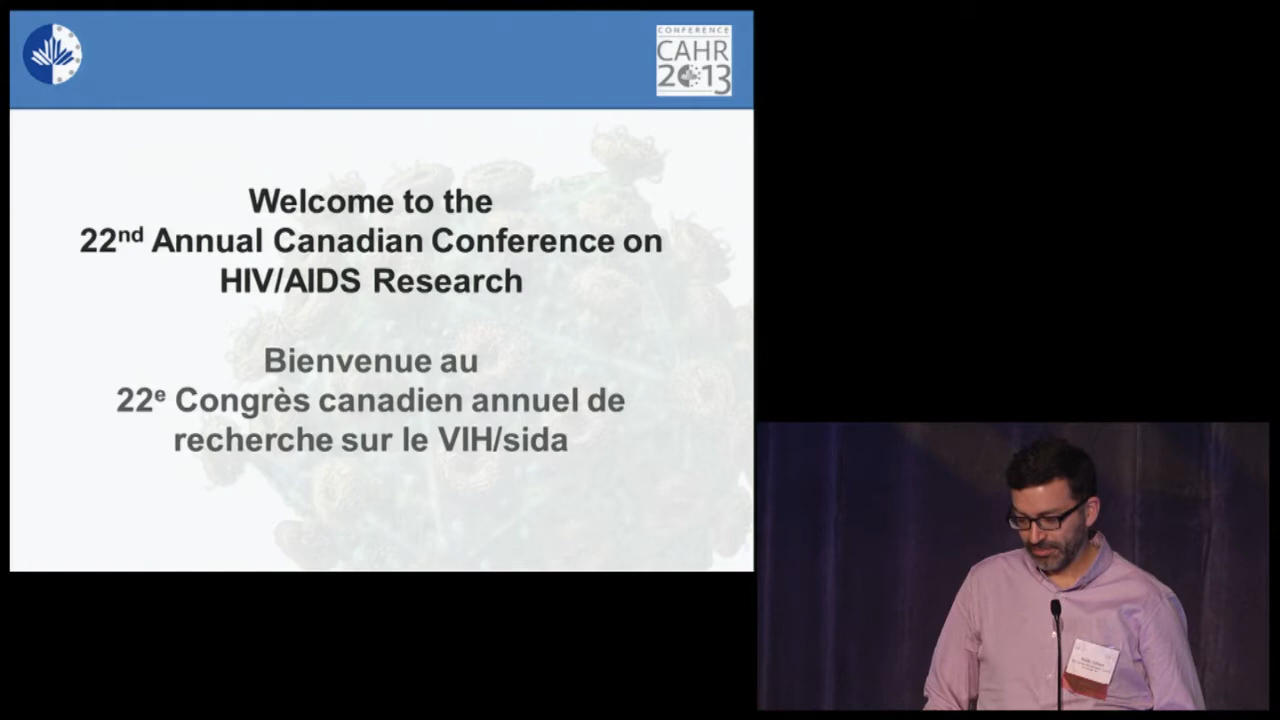 CONFERENCE
CAHR
2013
Welcome to the
22nd Annual Canadian Conference on
HIV/AIDS Research
Bienvenue au
22e Congrès canadien annuel de
recherche sur le VIH/sida